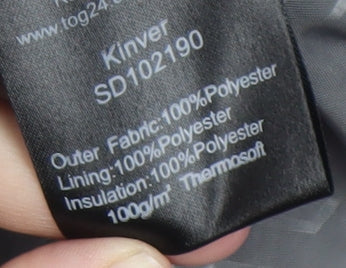 www.tog24.
Kinver
SD102190
Outer Fabric:100%Polyester
Lining:100%Polyester
Insulation:100%Polyester
100g/m² Thermosoft